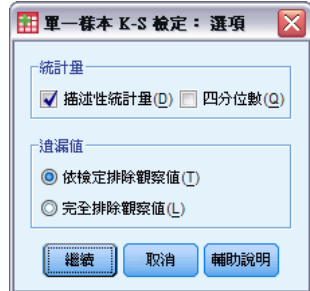 單一樣本 K-S 檢定：選項
統計量
描述性統計量(D) 四分位數(Q)
遺漏值
依檢定排除觀察值(T)
完全排除觀察值(L)
繼續 取消 輔助說明